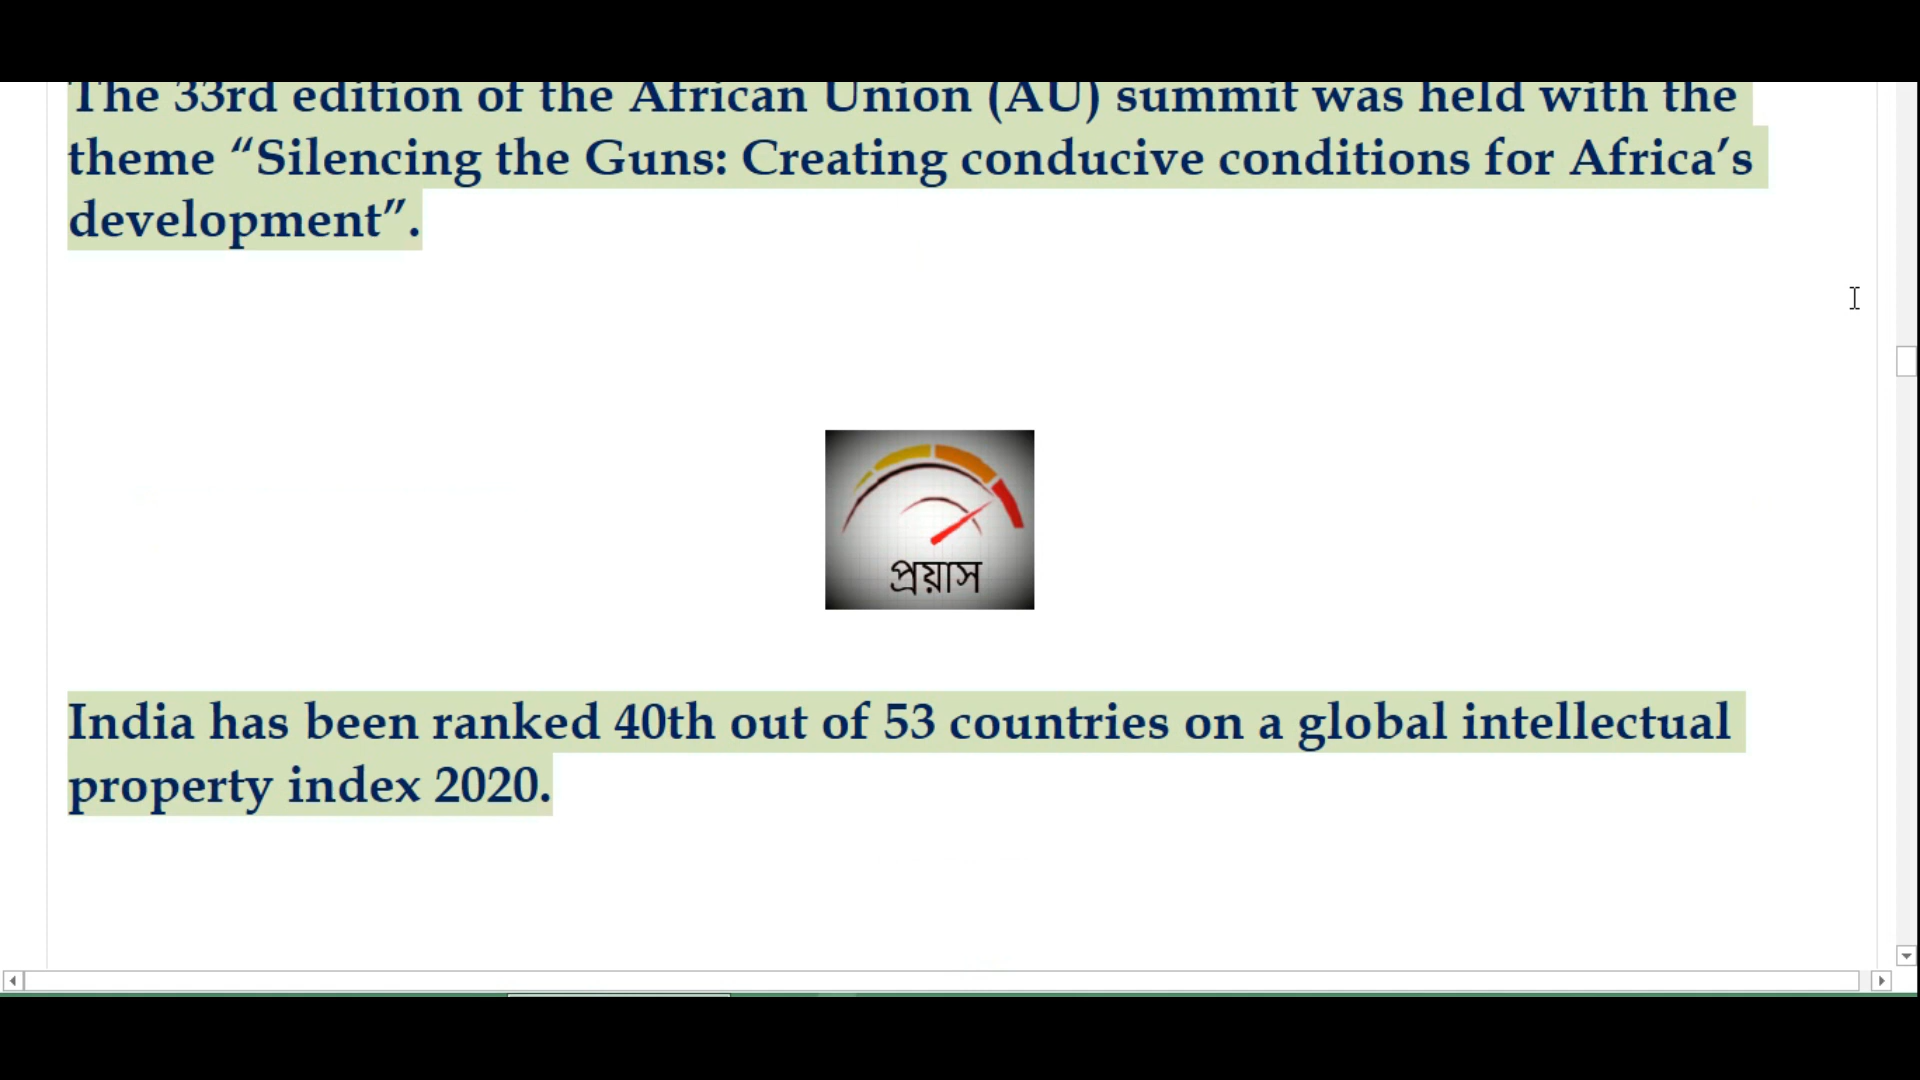 The 33rd edition of the African Union (AU) summit was held with the
theme “Silencing the Guns: Creating conducive conditions for Africa’s
development”.
প্রয়াস
India has been ranked 40th out of 53 countries on a global intellectual
property index 2020.